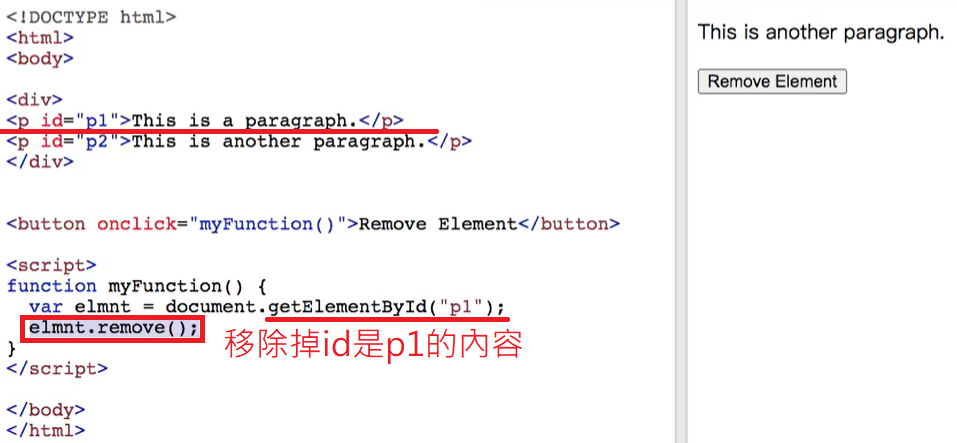 <!DOCTYPE html>
<html>
<body>
<div>
<p id="p1">This is a paragraph.</p>
<p id="p2">This is another paragraph.</p>
</div>
<button onclick="myFunction()">Remove Element</button>
<script>
function myFunction() {
  var elmnt = document.getElementById("p1");
  elmnt.remove();
移除掉id是p1的內容
}
</script>
</body>
</html>
This is another paragraph.
Remove Element